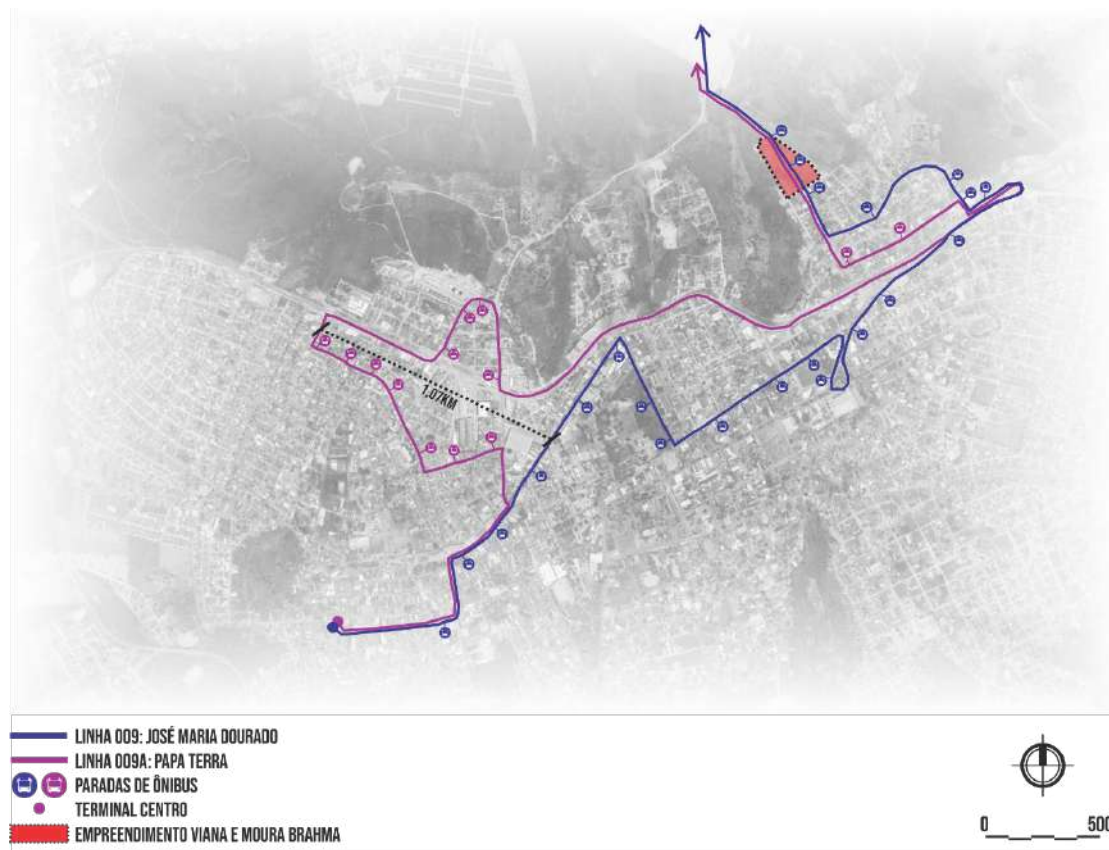 1,07KM
LINHA 009: JOSÉ MARIA DOURADO
LINHA 009A: PAPA TERRA
PARADAS DE ÔNIBUS
TERMINAL CENTRO
EMPREENDIMENTO VIANA E MOURA BRAHMA
0 500